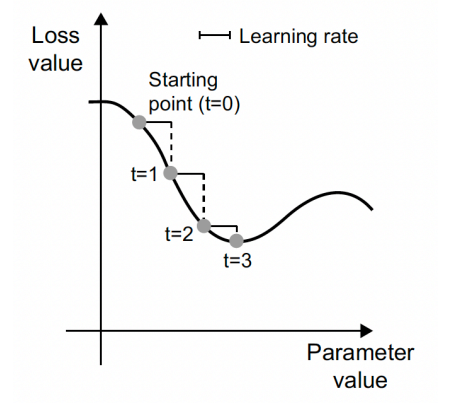 Loss
value
Learning rate
Starting
point (t=0)
t=1
t=2
t=3
Parameter
value